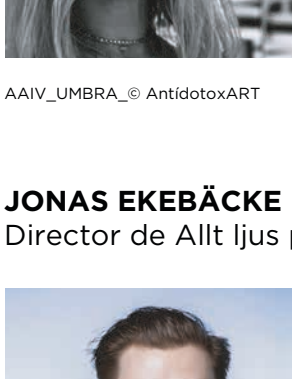 AAIV_UMBRA_© AntídotoxART
JONAS EKEBÄCKE
Director de Allt ljus